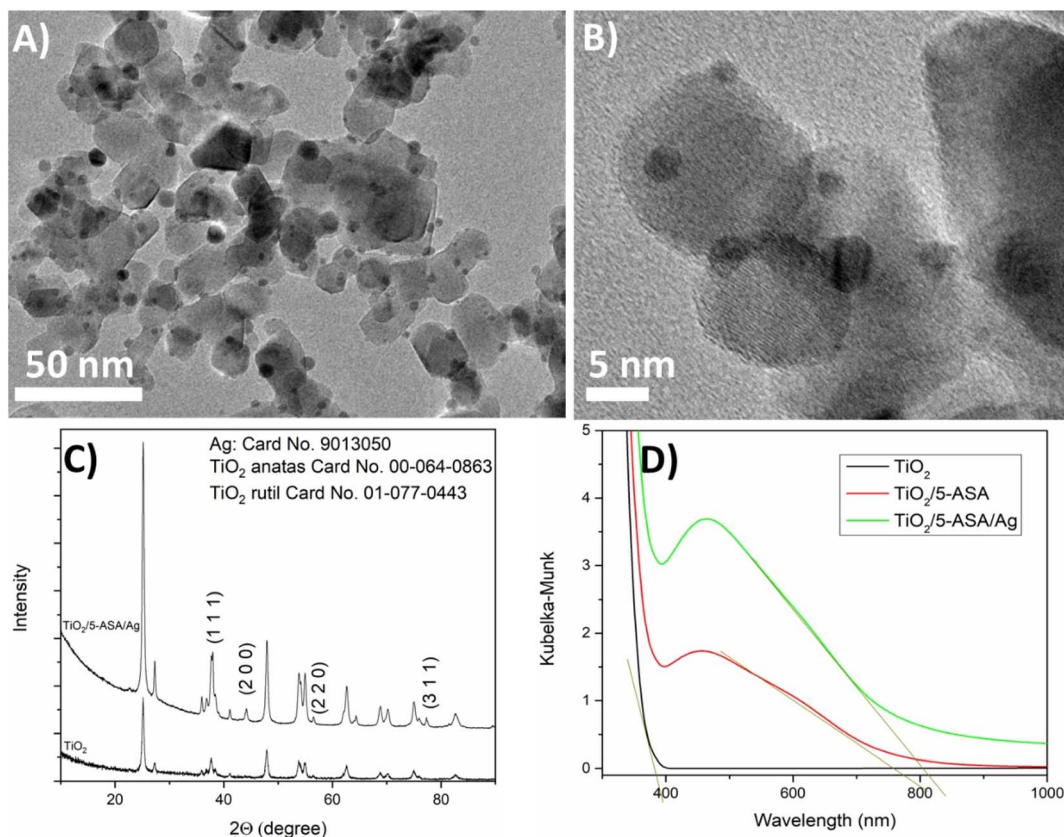 A)
50 nm
B)
5 nm
C)
Ag: Card No. 9013050
TiO₂ anatas Card No. 00-064-0863
TiO₂ rutil Card No. 01-077-0443
Intensity
TiO₂/5-ASA/Ag
(1 1 1)
(2 0 0)
(2 2 0)
(3 1 1)
TiO₂
20 40 60 80
2Θ (degree)
D)
TiO₂
TiO₂/5-ASA
TiO₂/5-ASA/Ag
Kubelka-Munk
5
4
3
2
1
0
400 600 800 1000
Wavelength (nm)